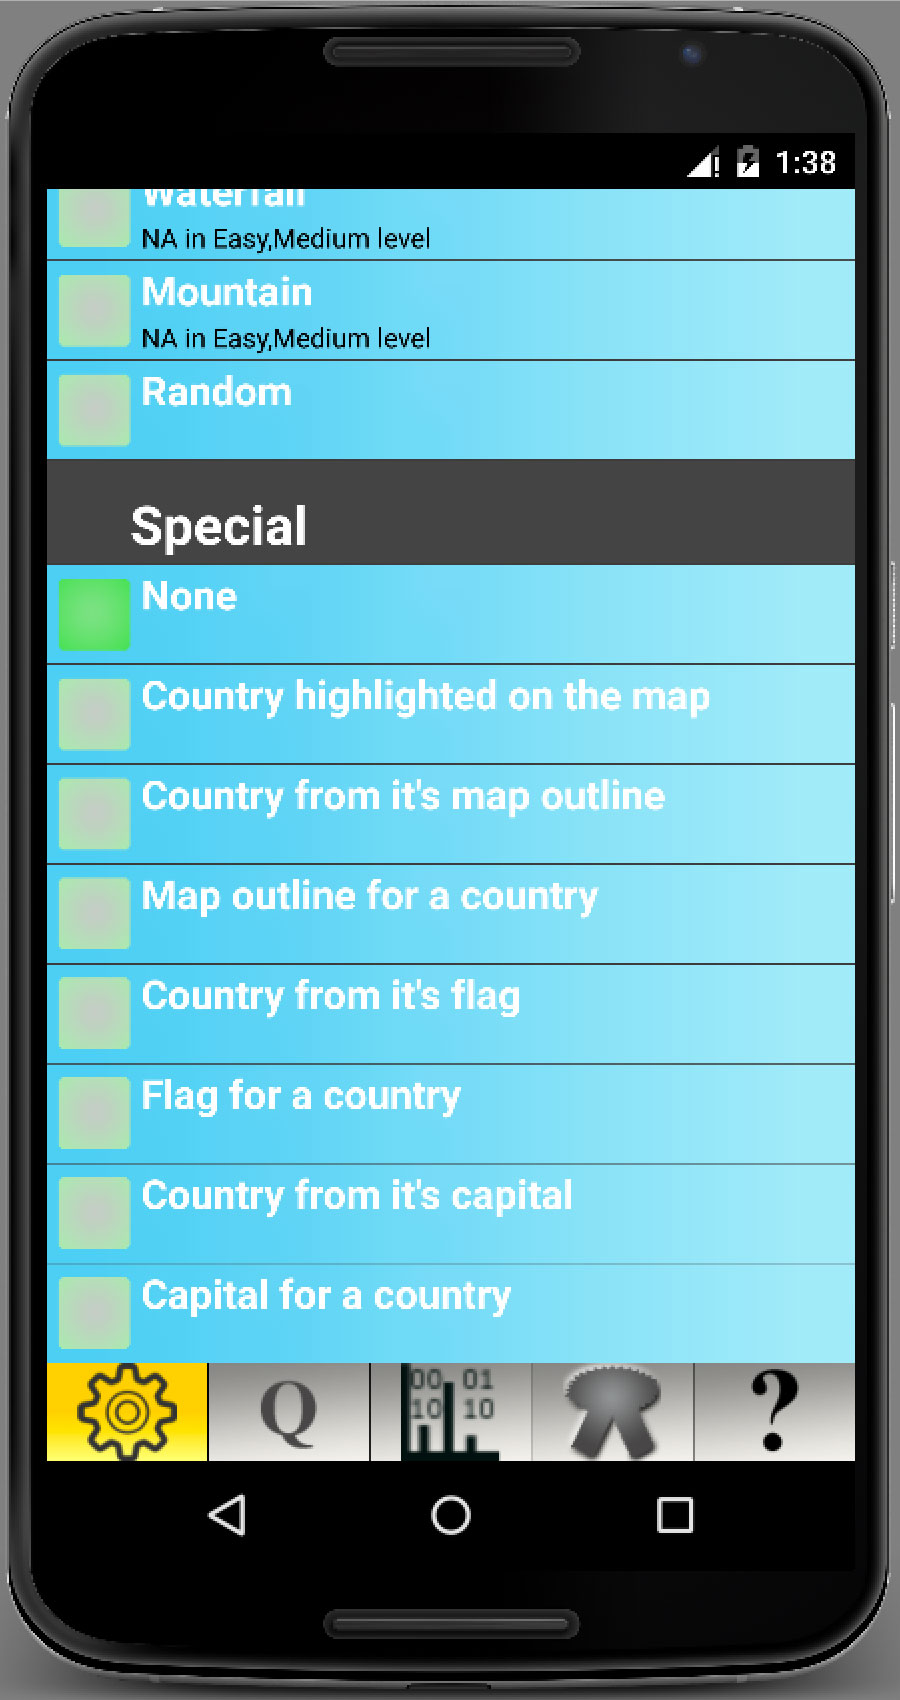 1:38
Waterfall
NA in Easy,Medium level
Mountain
NA in Easy,Medium level
Random
Special
None
Country highlighted on the map
Country from it's map outline
Map outline for a country
Country from it's flag
Flag for a country
Country from it's capital
Capital for a country
Q
00 01
10 10
?